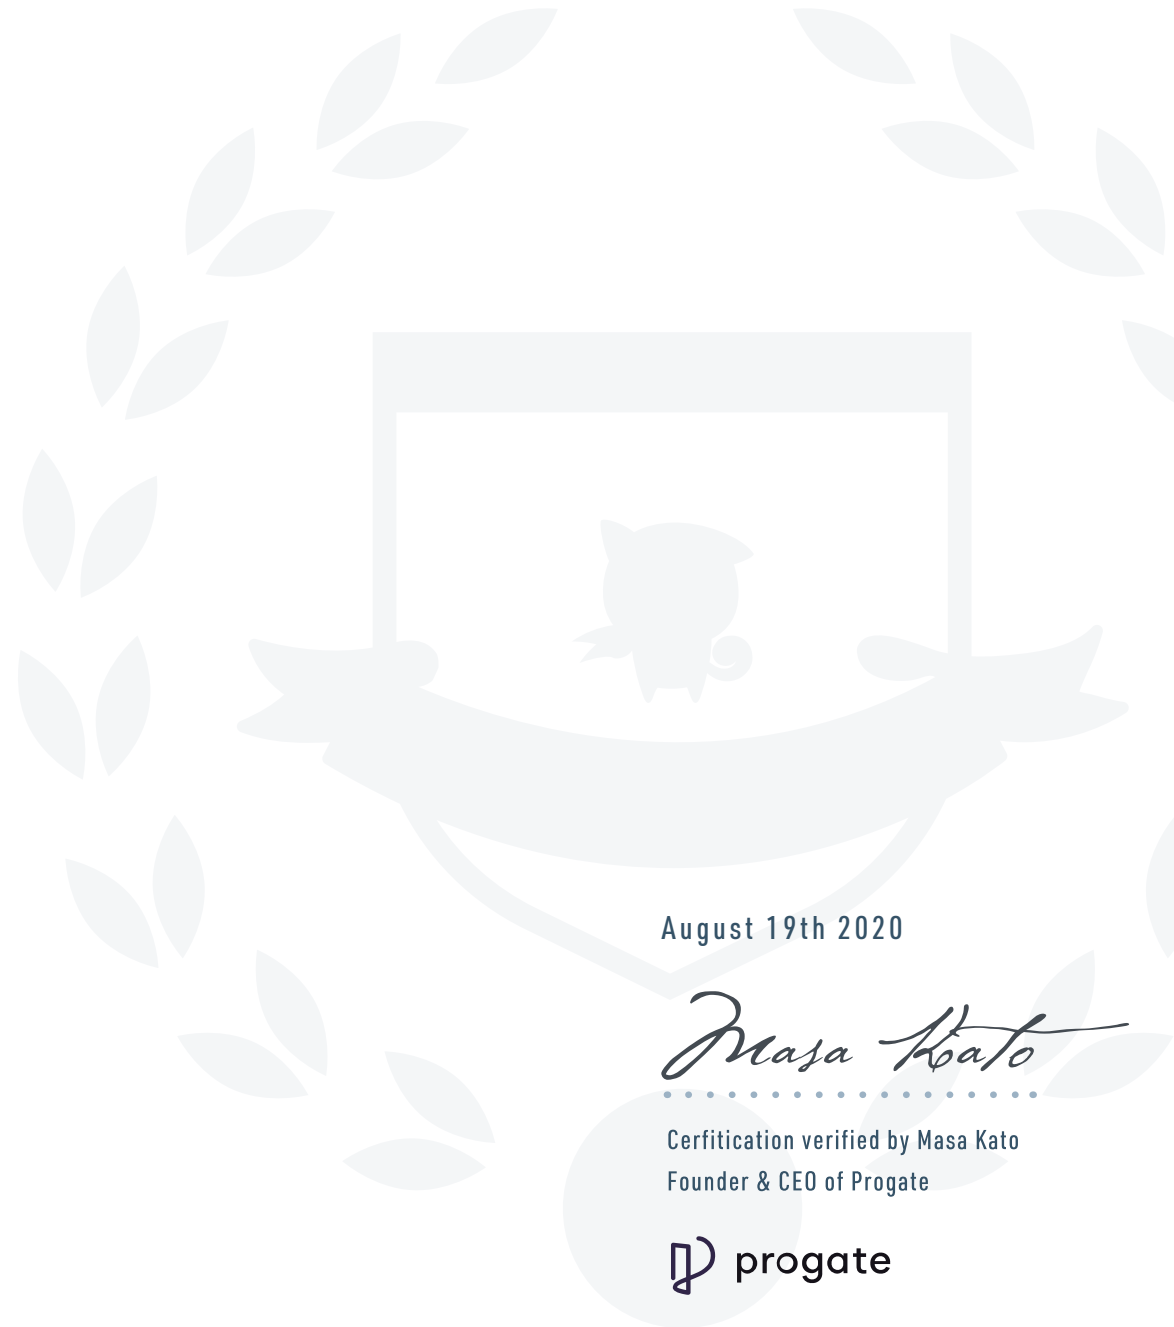 August 19th 2020
Masa Kato
Cerfitication verified by Masa Kato
Founder & CEO of Progate
progate